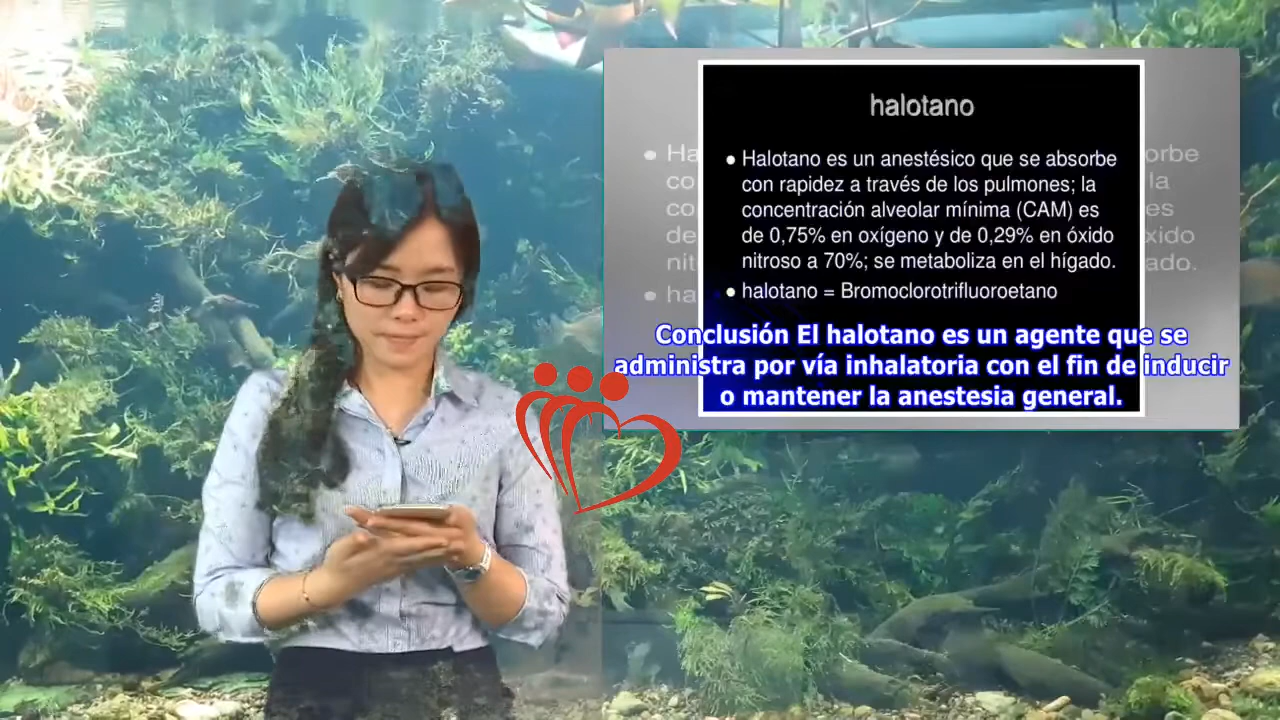 halotano
• Halotano es un anestésico que se absorbe
con rapidez a través de los pulmones; la
concentración alveolar mínima (CAM) es
de 0,75% en oxígeno y de 0,29% en óxido
nitroso a 70%; se metaboliza en el hígado.
• halotano = Bromoclorotrifluoroetano
Conclusión El halotano es un agente que se
administra por vía inhalatoria con el fin de inducir
o mantener la anestesia general.